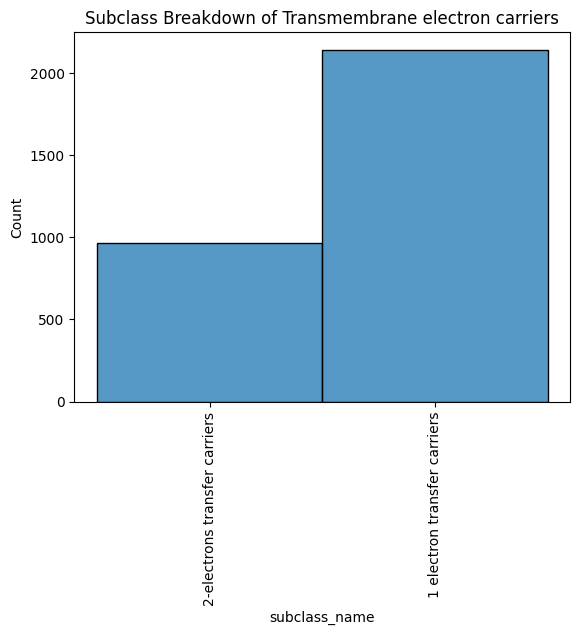 Subclass Breakdown of Transmembrane electron carriers
2000
1500
1000
500
0
Count
2-electrons transfer carriers
1 electron transfer carriers
subclass_name